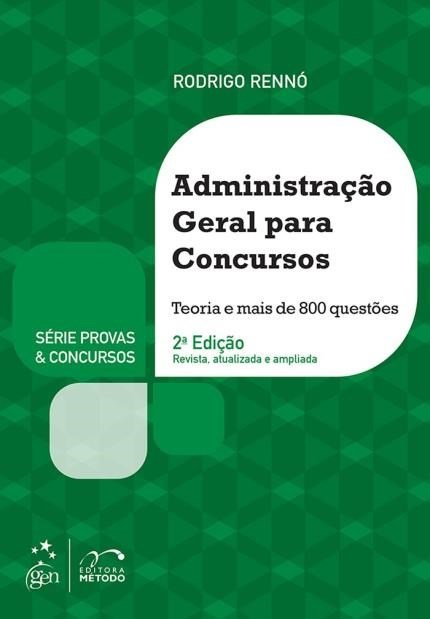 RODRIGO RENNÓ
Administração
Geral para
Concursos
Teoria e mais de 800 questões
2ª Edição
Revista, atualizada e ampliada
SÉRIE PROVAS
& CONCURSOS
gen
EDITORA
MÉTODO